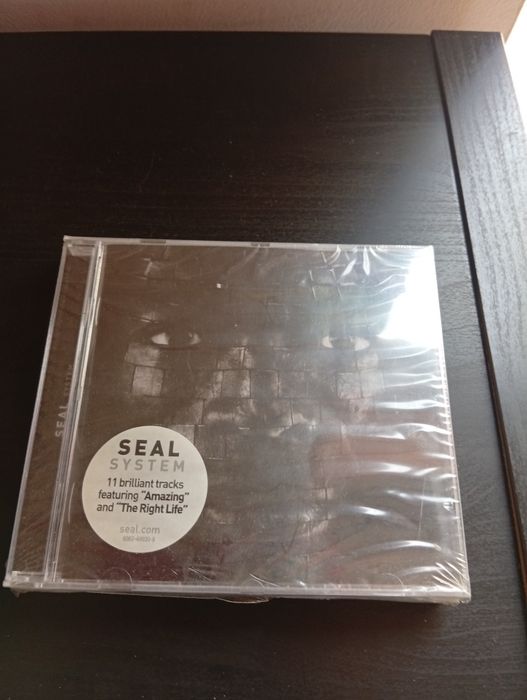 SEAL
SEAL
SYSTEM
11 brilliant tracks
featuring "Amazing"
and "The Right Life"
seal.com